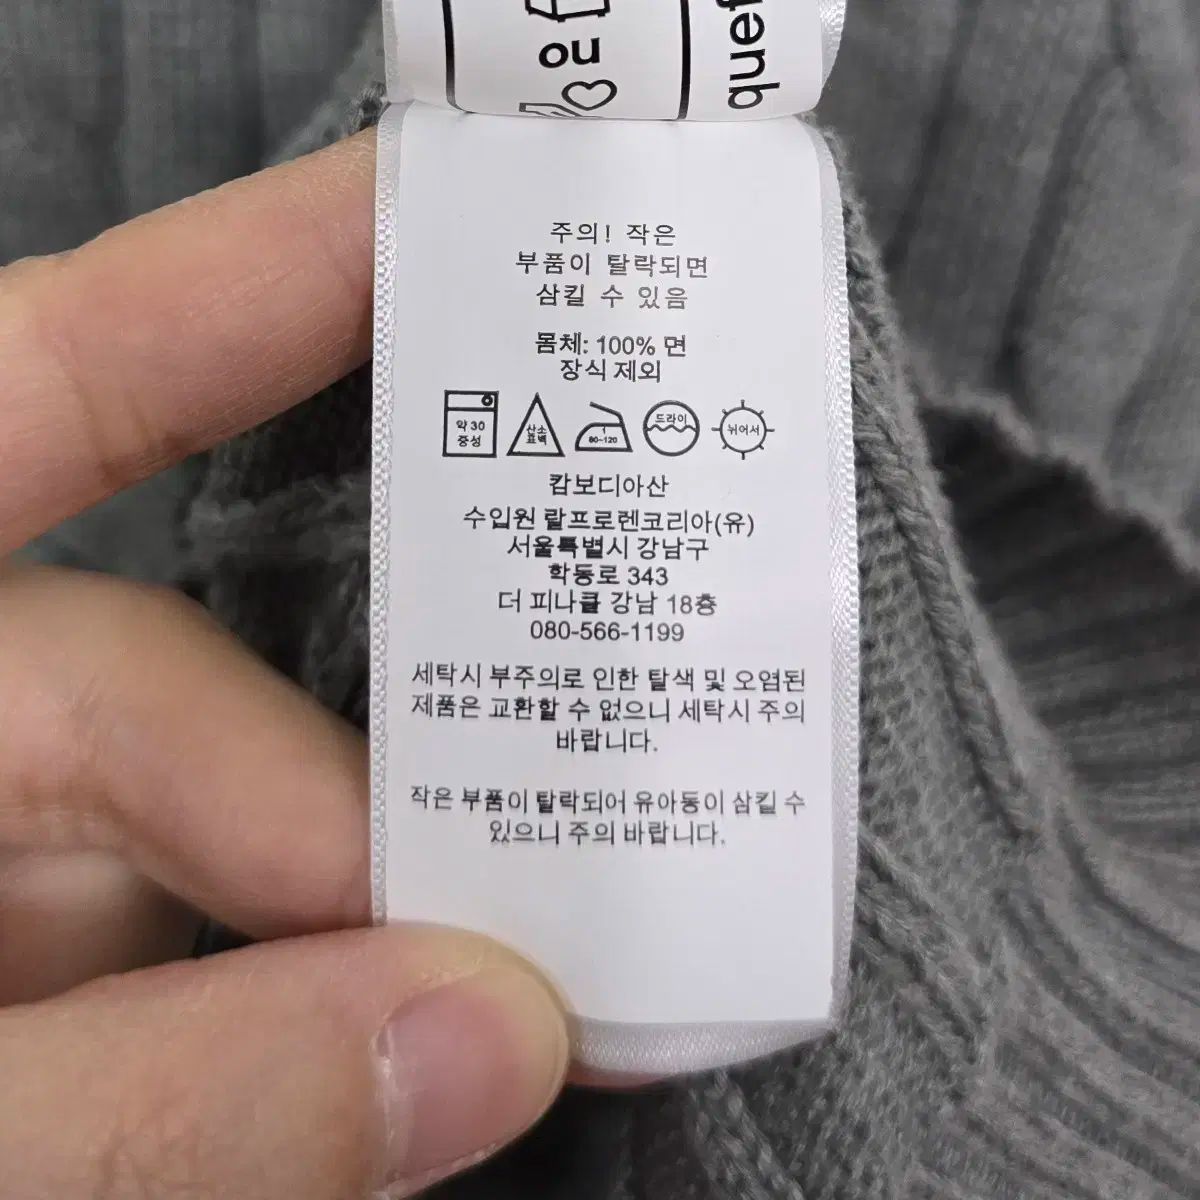 ou
quef
주의! 작은
부품이 탈락되면
삼킬 수 있음
몸체: 100% 면
장식 제외
약 30
중성
산소
표백
1
80~120
드라이
뉘어서
캄보디아산
수입원 랄프로렌코리아(유)
서울특별시 강남구
학동로 343
더 피나클 강남 18층
080-566-1199
세탁시 부주의로 인한 탈색 및 오염된
제품은 교환할 수 없으니 세탁시 주의
바랍니다.
작은 부품이 탈락되어 유아동이 삼킬 수
있으니 주의 바랍니다.